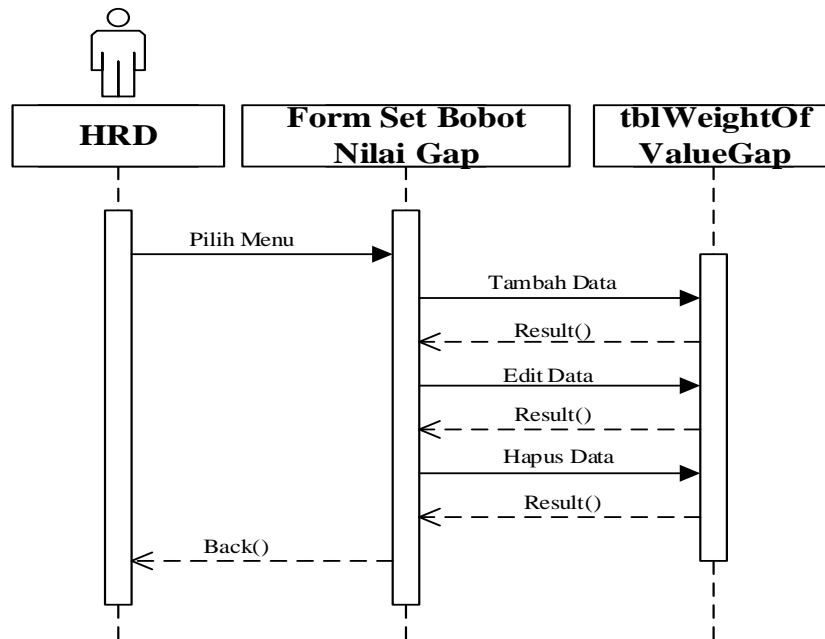 HRD
Form Set Bobot
Nilai Gap
tblWeightOf
ValueGap
Pilih Menu
Tambah Data
Result()
Edit Data
Result()
Hapus Data
Result()
Back()